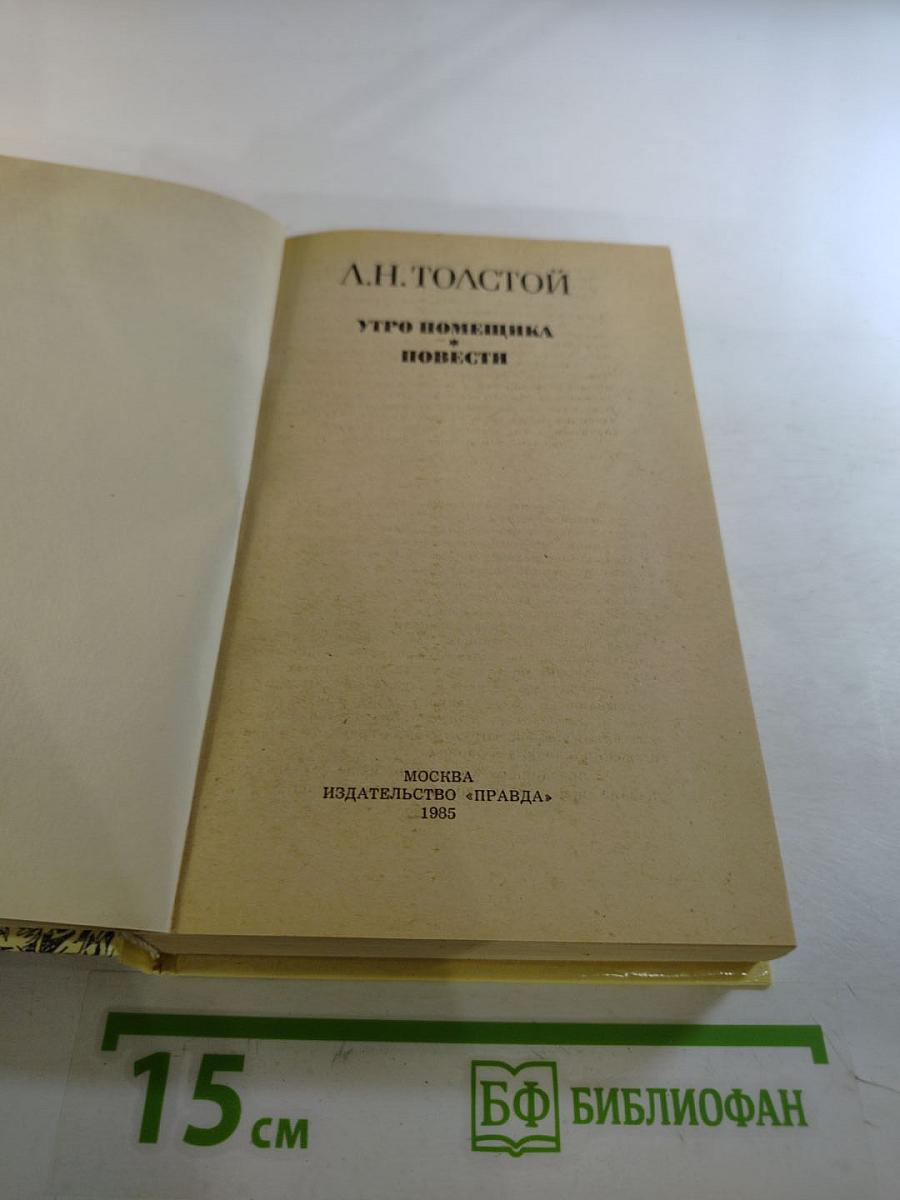 Л.Н.ТОЛСТОЙ
УТРО ПОМЕЩИКА
*
ПОВЕСТИ
МОСКВА
ИЗДАТЕЛЬСТВО «ПРАВДА»
1985
15 см
БФ БИБЛИОФАН